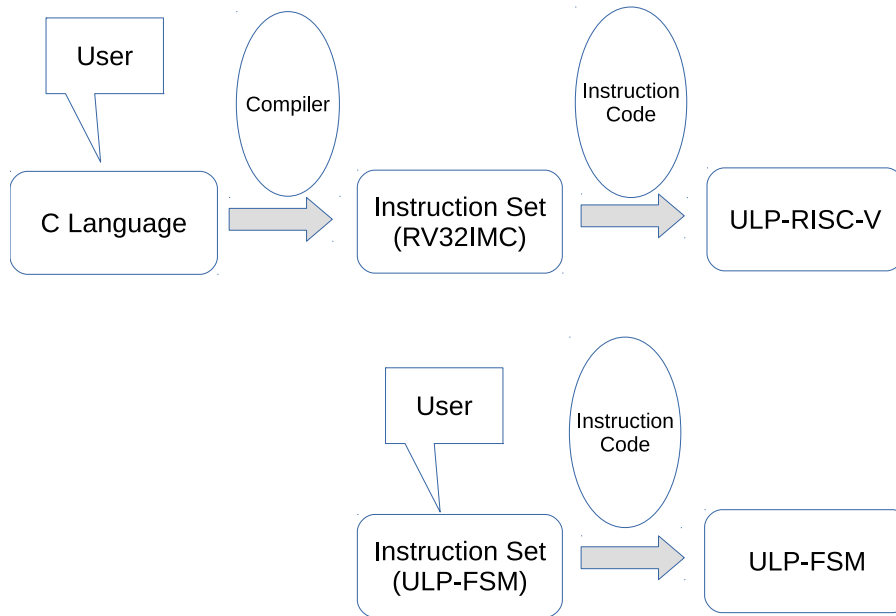 User
Compiler
Instruction
Code
C Language
Instruction Set
(RV32IMC)
ULP-RISC-V
User
Instruction
Code
Instruction Set
(ULP-FSM)
ULP-FSM